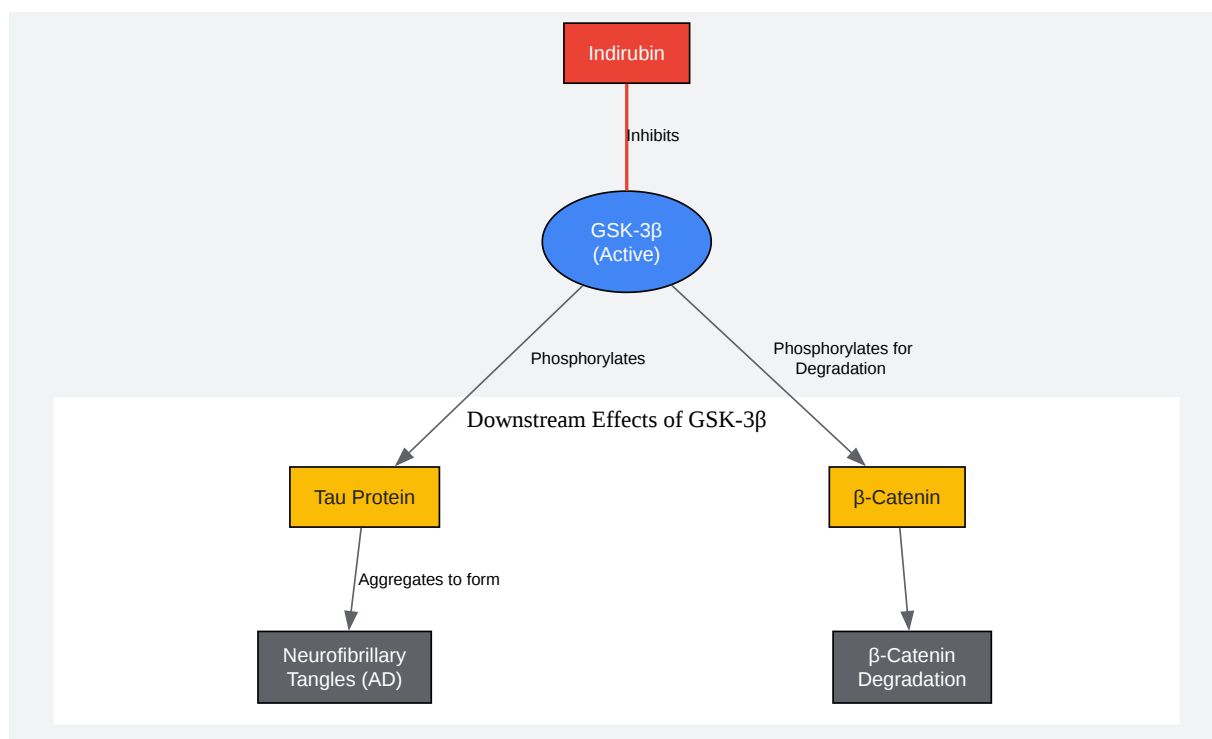 Indirubin
Inhibits
GSK-3β
(Active)
Phosphorylates
Phosphorylates for
Degradation
Downstream Effects of GSK-3β
Tau Protein
β-Catenin
Aggregates to form
Neurofibrillary
Tangles (AD)
β-Catenin
Degradation